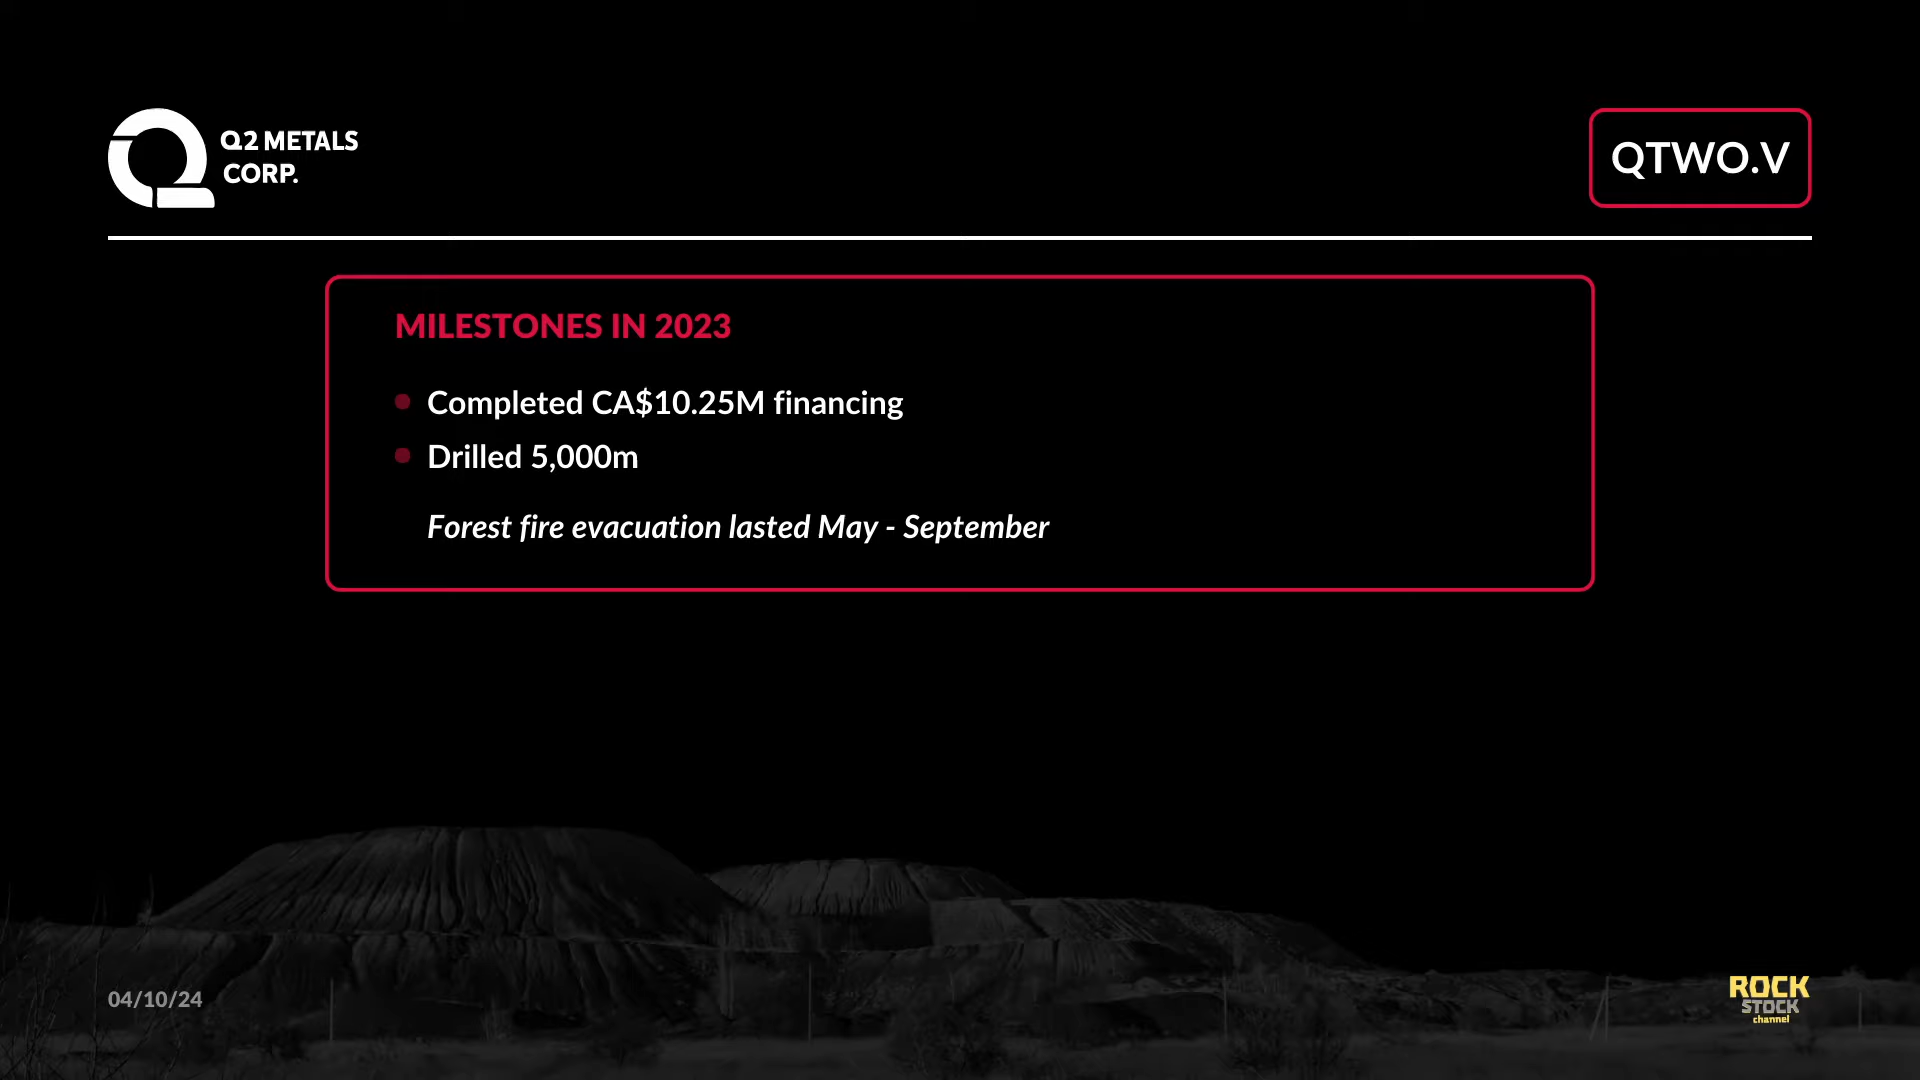 Q2 METALS
CORP.
QTWO.V
MILESTONES IN 2023
Completed CA$10.25M financing
Drilled 5,000m
Forest fire evacuation lasted May - September
04/10/24
ROCK
STOCK
channel